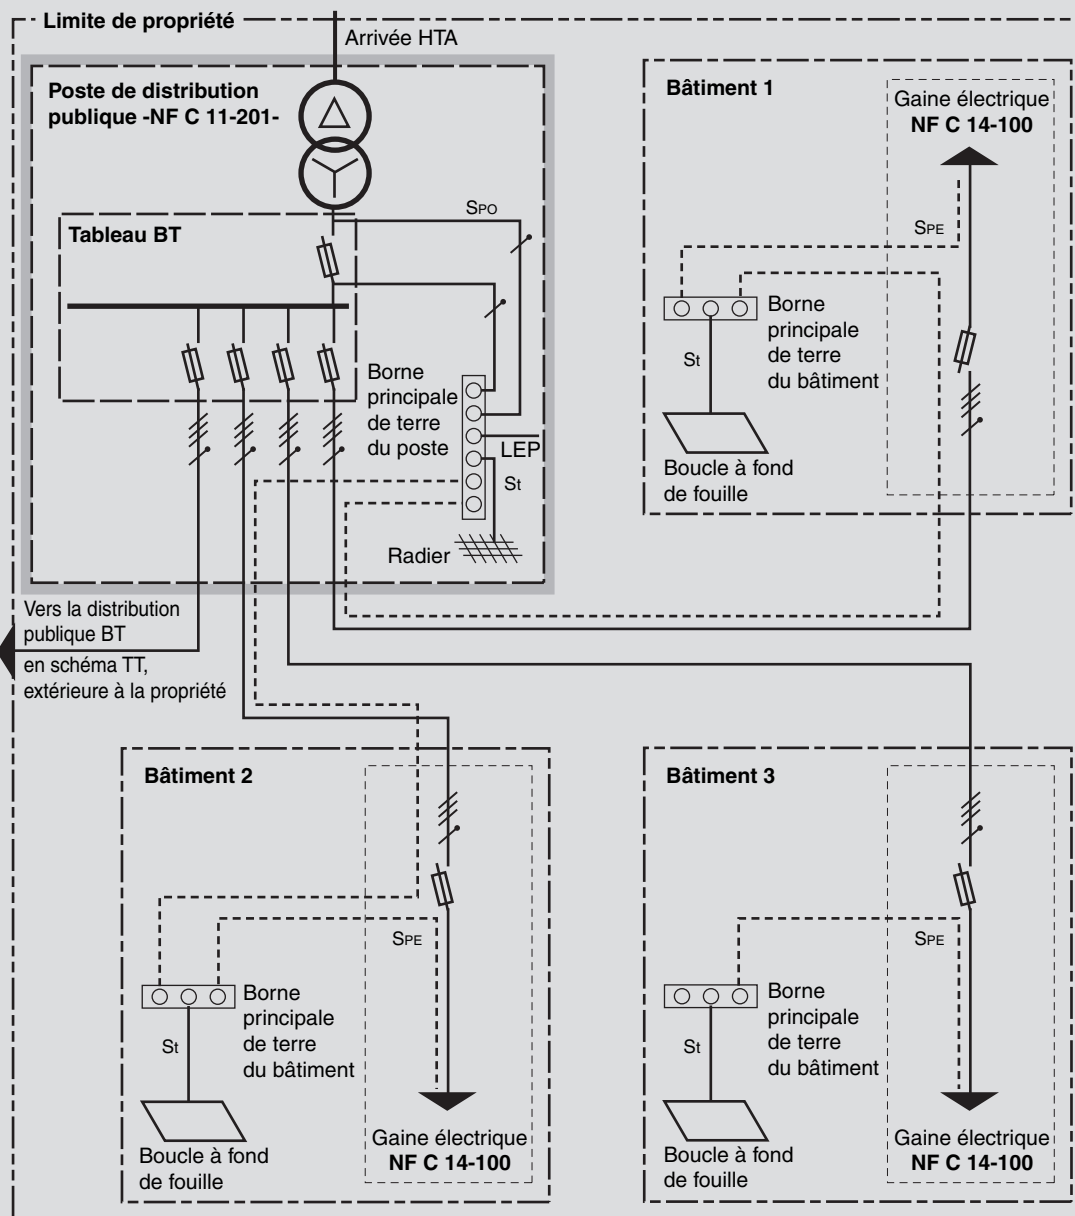 Limite de propriété
Arrivée HTA
Poste de distribution
publique -NF C 11-201-
SPO
Tableau BT
Borne
principale
de terre
du poste
LEP
St
Radier
Vers la distribution
publique BT
en schéma TT,
extérieure à la propriété
Bâtiment 1
Gaine électrique
NF C 14-100
SPE
Borne
principale
de terre
du bâtiment
St
Boucle à fond
de fouille
Bâtiment 2
SPE
Borne
principale
de terre
du bâtiment
St
Boucle à fond
de fouille
Gaine électrique
NF C 14-100
Bâtiment 3
SPE
Borne
principale
de terre
du bâtiment
St
Boucle à fond
de fouille
Gaine électrique
NF C 14-100